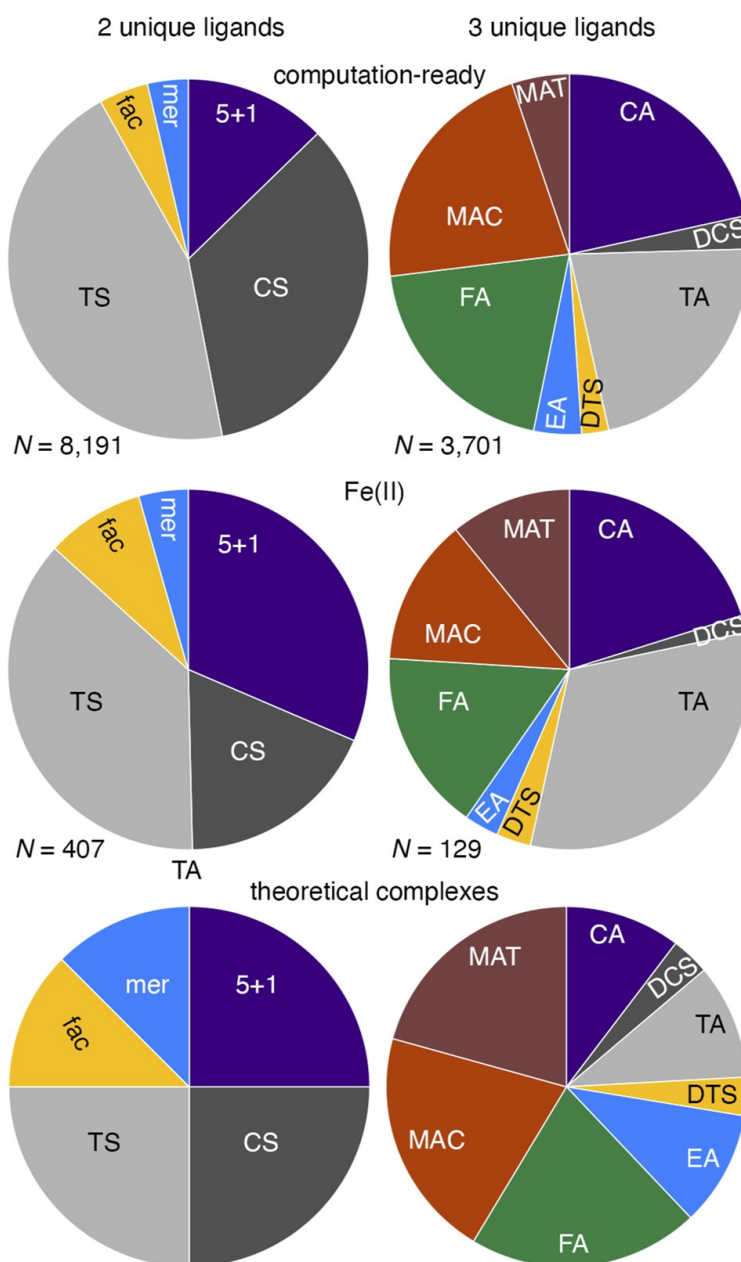 2 unique ligands
3 unique ligands
computation-ready
fac
mer
5+1
TS
CS
N = 8,191
MAT
CA
DCS
MAC
TA
FA
EA
DTS
N = 3,701
Fe(II)
fac
mer
5+1
TS
CS
N = 407
MAT
CA
DCS
MAC
TA
FA
EA
DTS
N = 129
TA
theoretical complexes
mer
5+1
fac
TS
CS
CA
MAT
DCS
TA
DTS
MAC
EA
FA